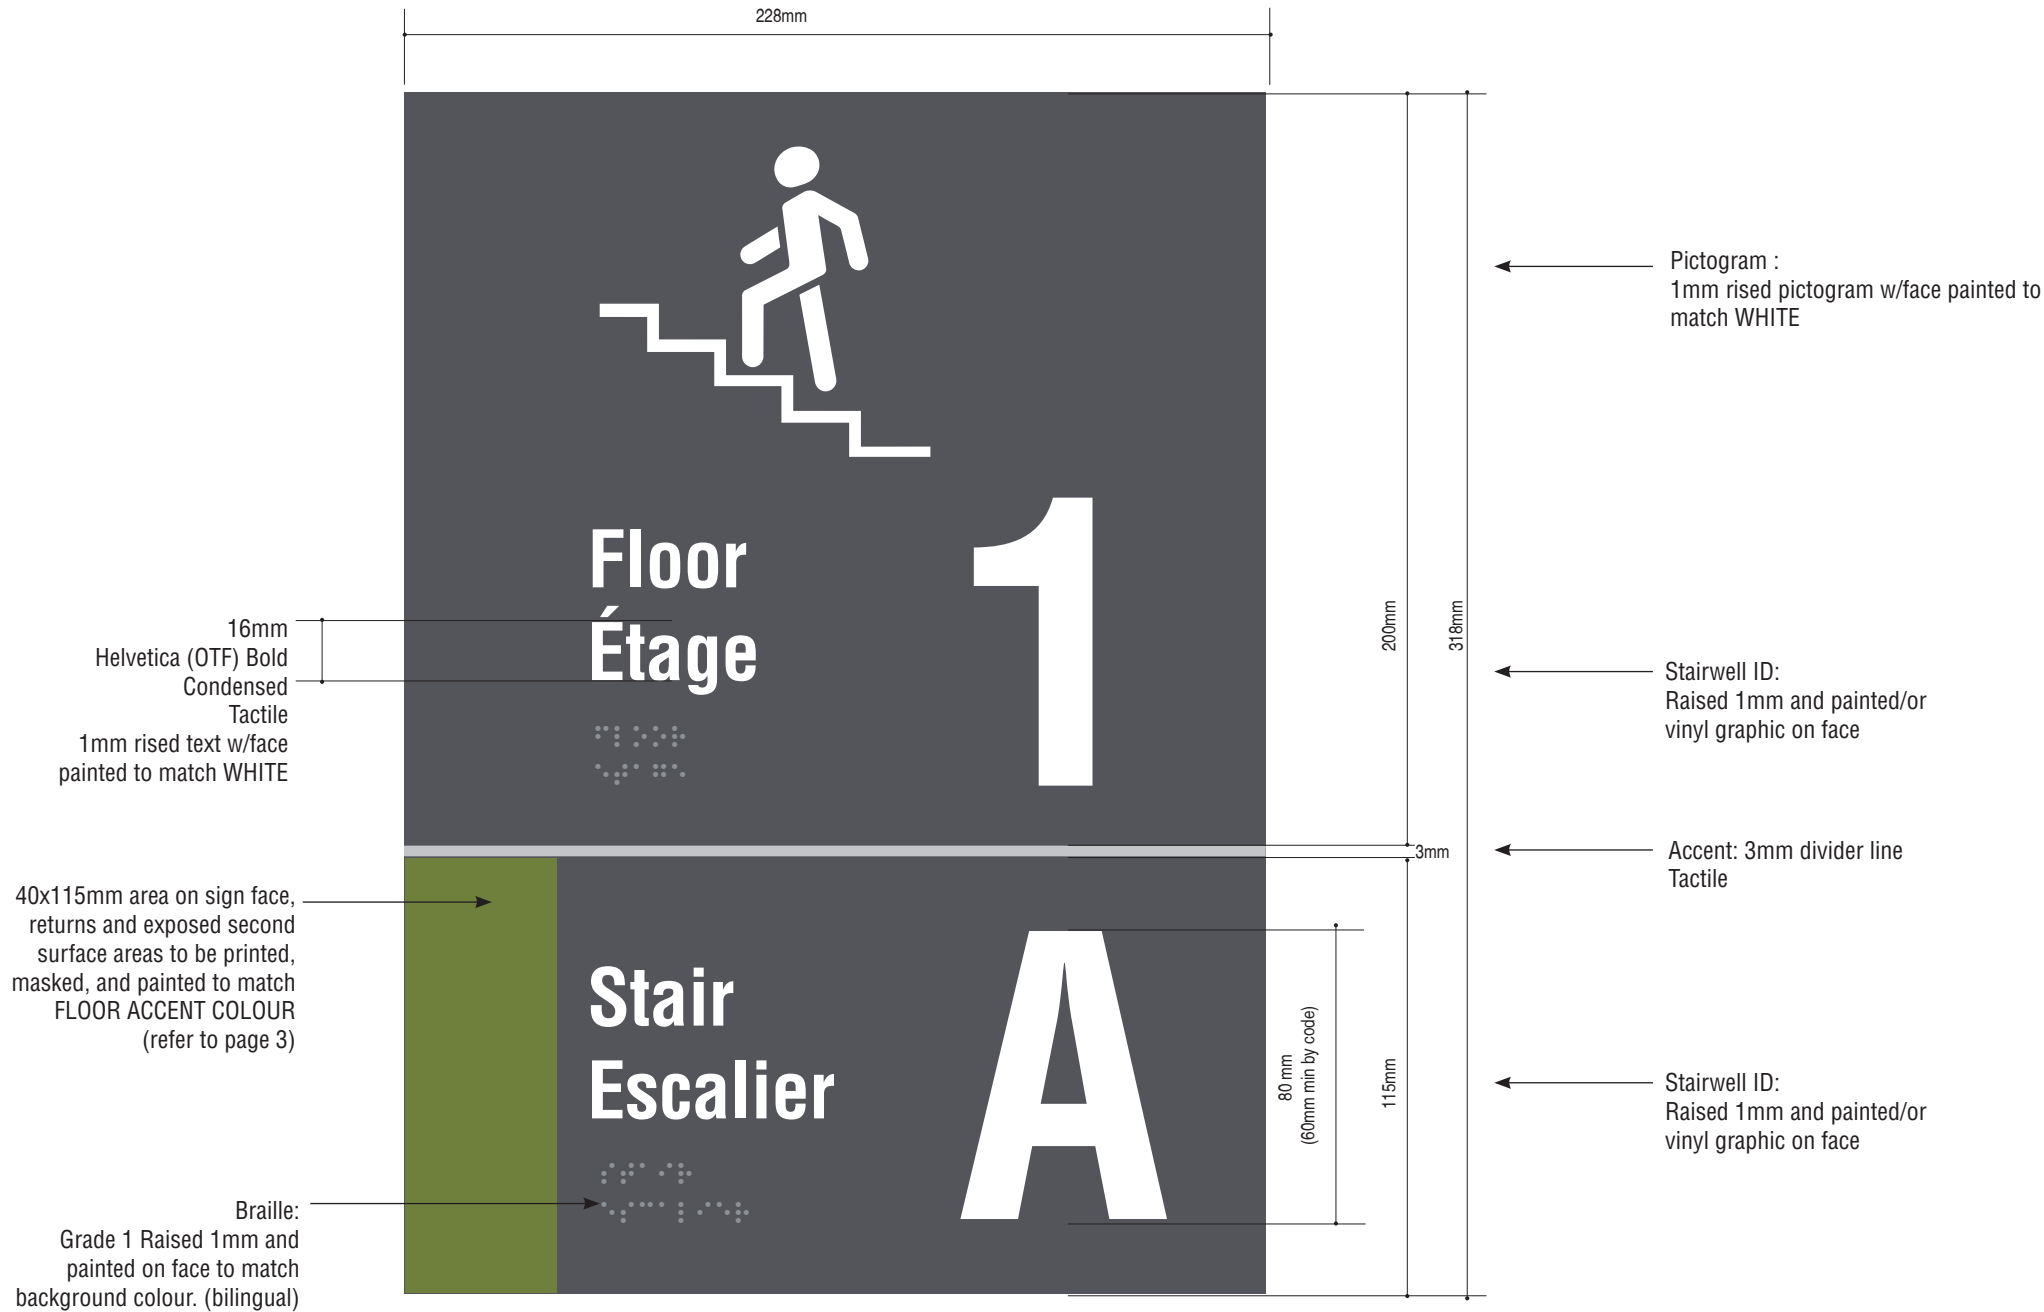 228mm
Pictogram :
1mm rised pictogram w/face painted to
match WHITE
Floor
Étage
1
16mm
Helvetica (OTF) Bold
Condensed
Tactile
1mm rised text w/face
painted to match WHITE
200mm
318mm
Stairwell ID:
Raised 1mm and painted/or
vinyl graphic on face
3mm
Accent: 3mm divider line
Tactile
40x115mm area on sign face,
returns and exposed second
surface areas to be printed,
masked, and painted to match
FLOOR ACCENT COLOUR
(refer to page 3)
Stair
Escalier
A
80 mm
(60mm min by code)
115mm
Stairwell ID:
Raised 1mm and painted/or
vinyl graphic on face
Braille:
Grade 1 Raised 1mm and
painted on face to match
background colour. (bilingual)